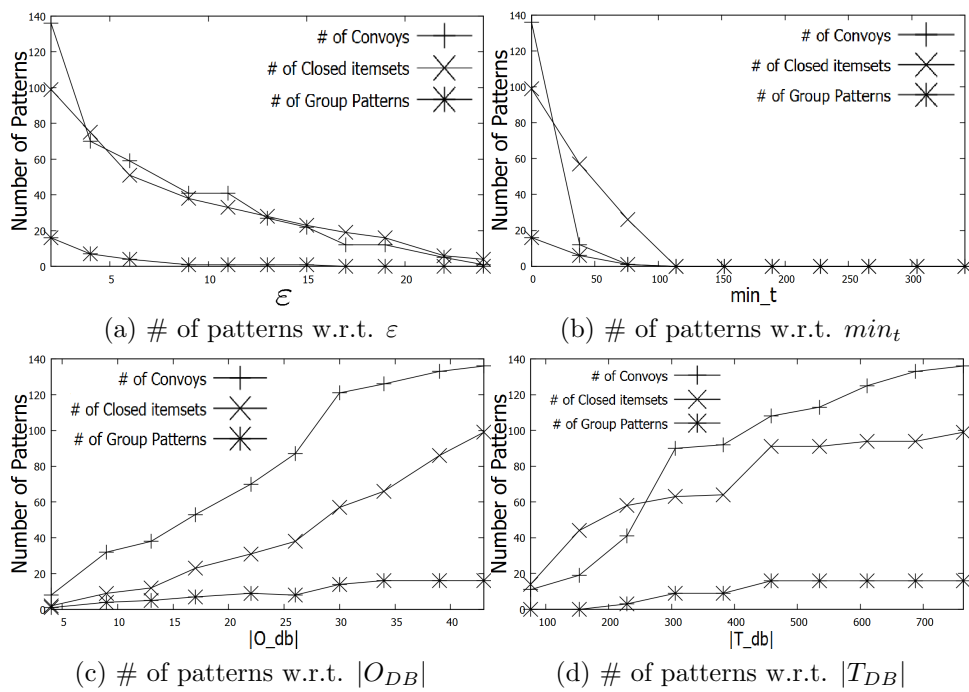 140
120
100
80
60
40
20
0
Number of Patterns
# of Convoys
# of Closed itemsets
# of Group Patterns
5 10 15 20
ε
(a) # of patterns w.r.t. ε
140
120
100
80
60
40
20
0
Number of Patterns
# of Convoys
# of Closed itemsets
# of Group Patterns
0 50 100 150 200 250 300
min_t
(b) # of patterns w.r.t. min_t
140
120
100
80
60
40
20
0
Number of Patterns
# of Convoys
# of Closed itemsets
# of Group Patterns
5 10 15 20 25 30 35 40
|O_db|
(c) # of patterns w.r.t. |O_DB|
140
120
100
80
60
40
20
0
Number of Patterns
# of Convoys
# of Closed itemsets
# of Group Patterns
100 200 300 400 500 600 700
|T_db|
(d) # of patterns w.r.t. |T_DB|